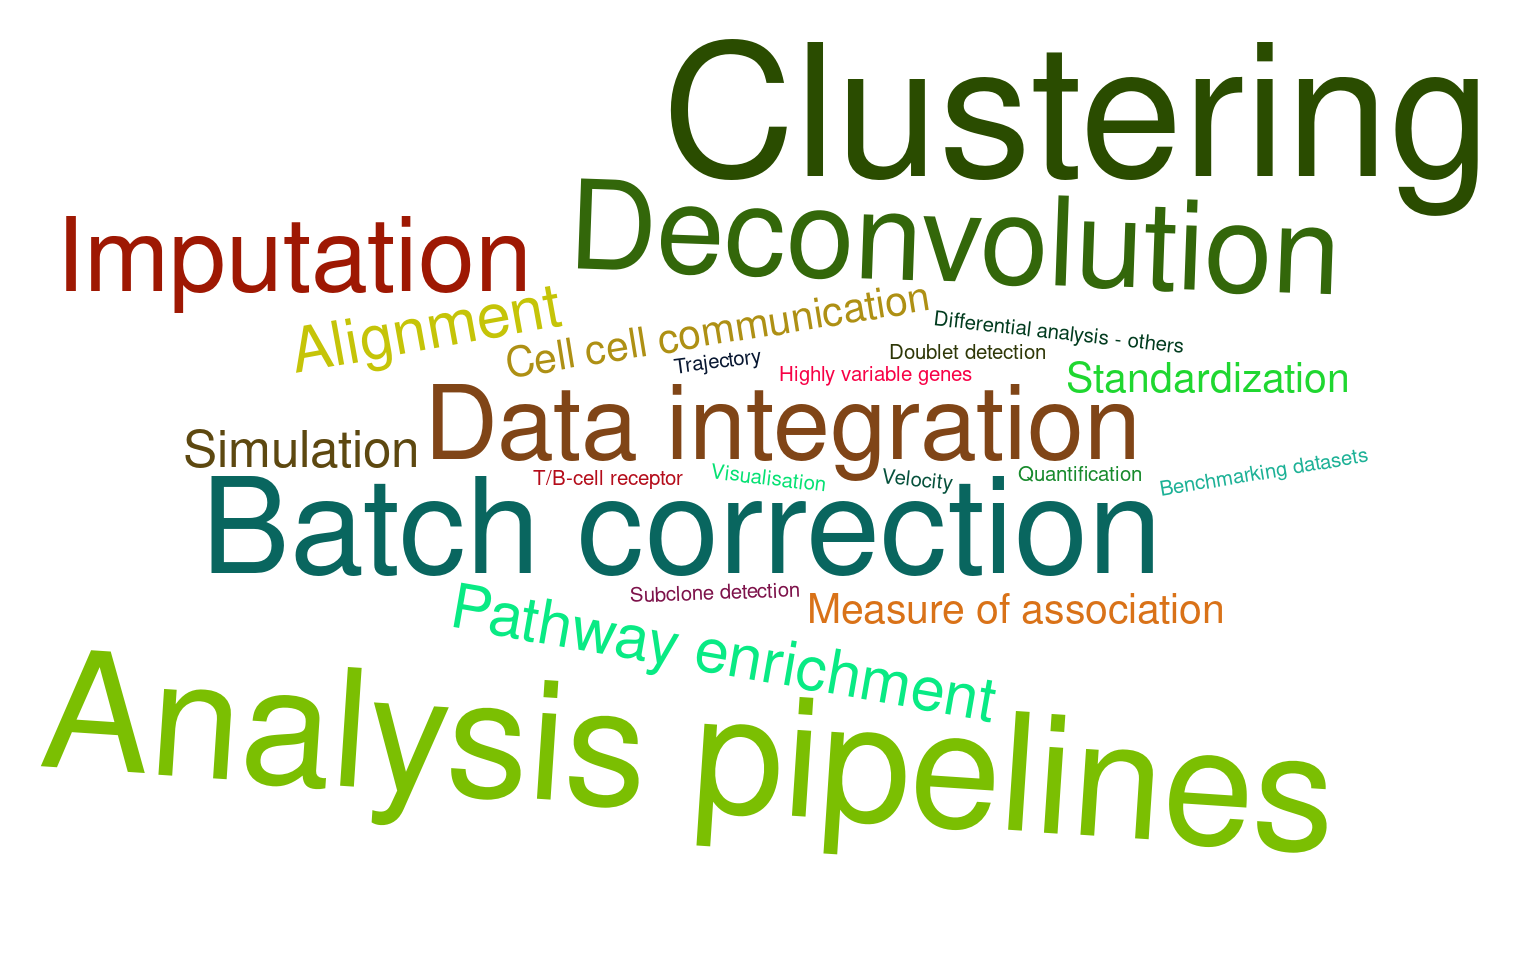 Clustering
Deconvolution
Imputation
Alignment
Cell cell communication
Differential analysis - others
Doublet detection
Trajectory
Highly variable genes
Standardization
Data integration
Simulation
T/B-cell receptor
Visualisation
Velocity
Quantification
Benchmarking datasets
Batch correction
Subclone detection
Measure of association
Pathway enrichment
Analysis pipelines